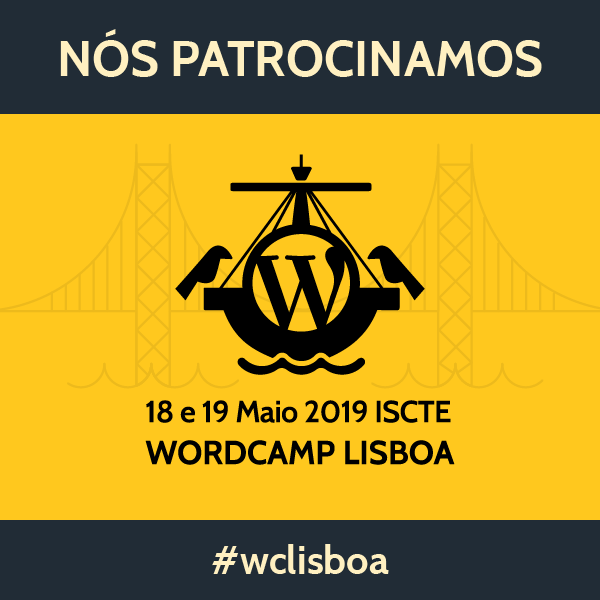 NÓS PATROCINAMOS
W
18 e 19 Maio 2019 ISCTE
WORDCAMP LISBOA
#wclisboa